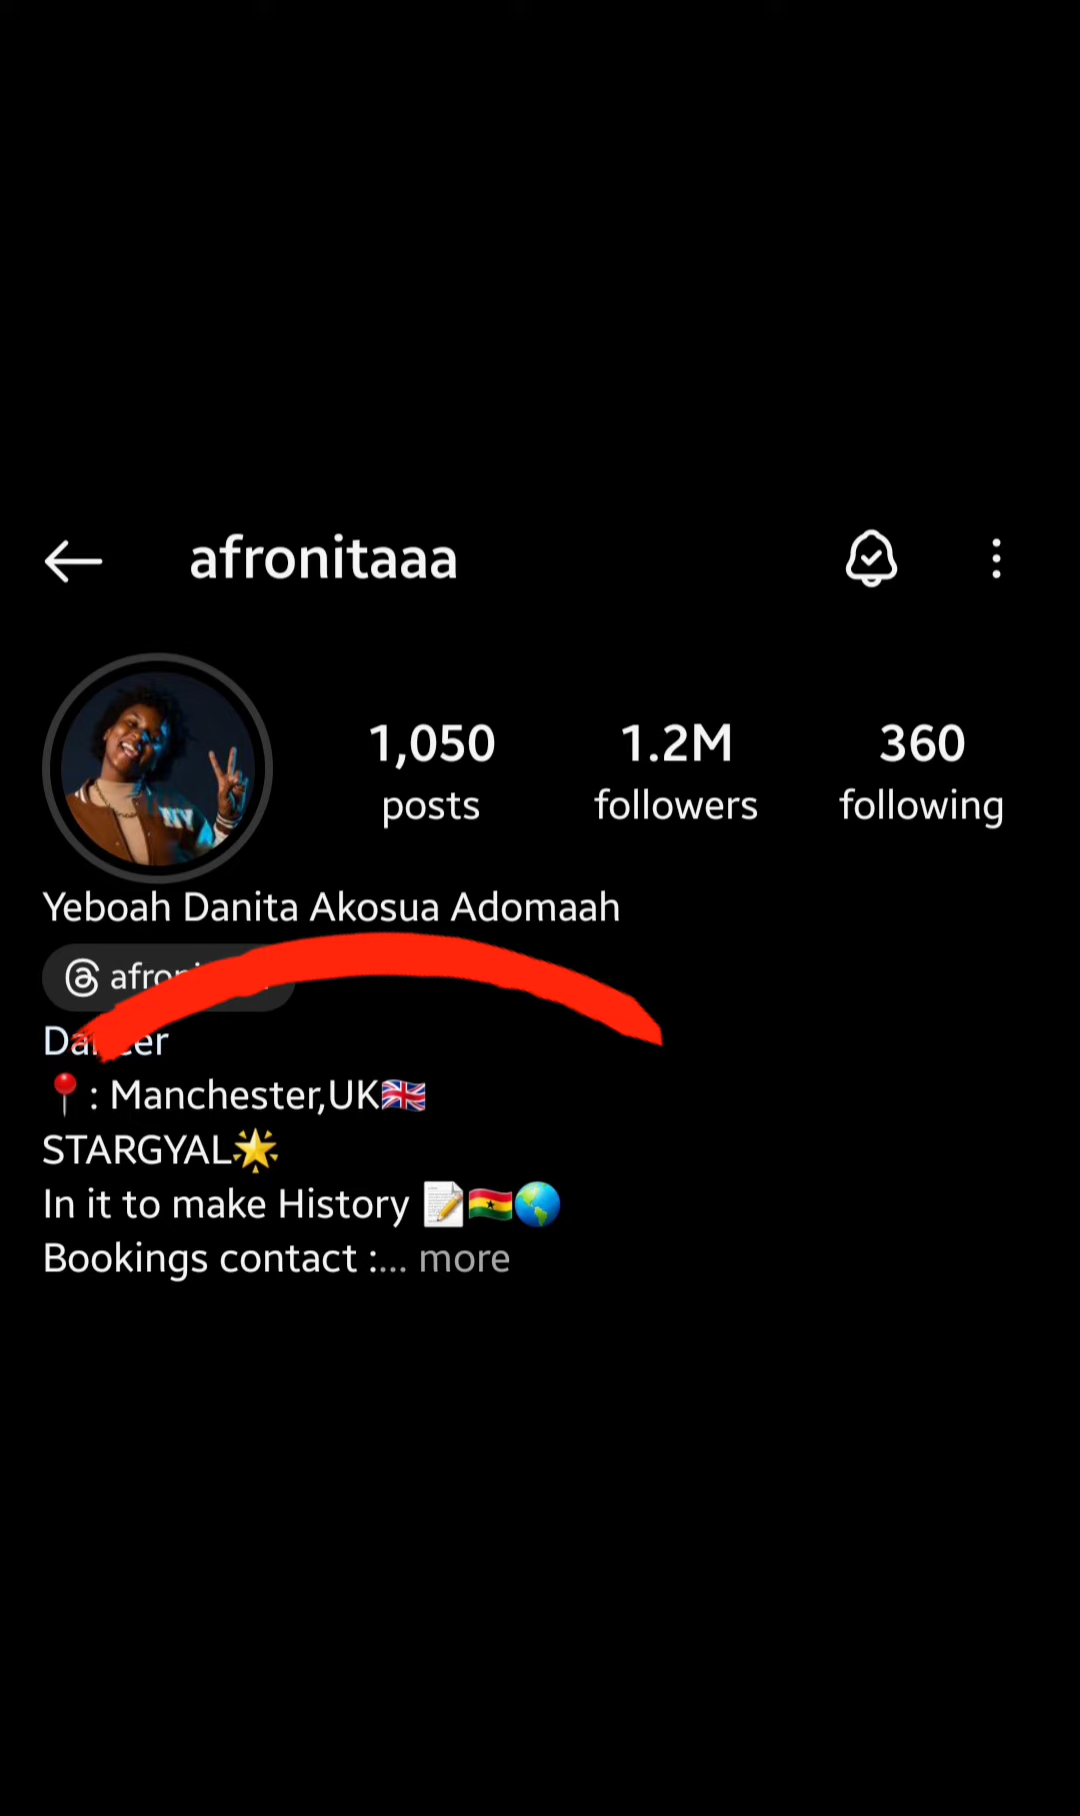 afronitaaa
1,050 posts
1.2M followers
360 following
NY
Yeboah Danita Akosua Adomaah
Manchester,UK🇬🇧
STARGYAL🌟
In it to make History 📝🇬🇭🌎
Bookings contact :... more